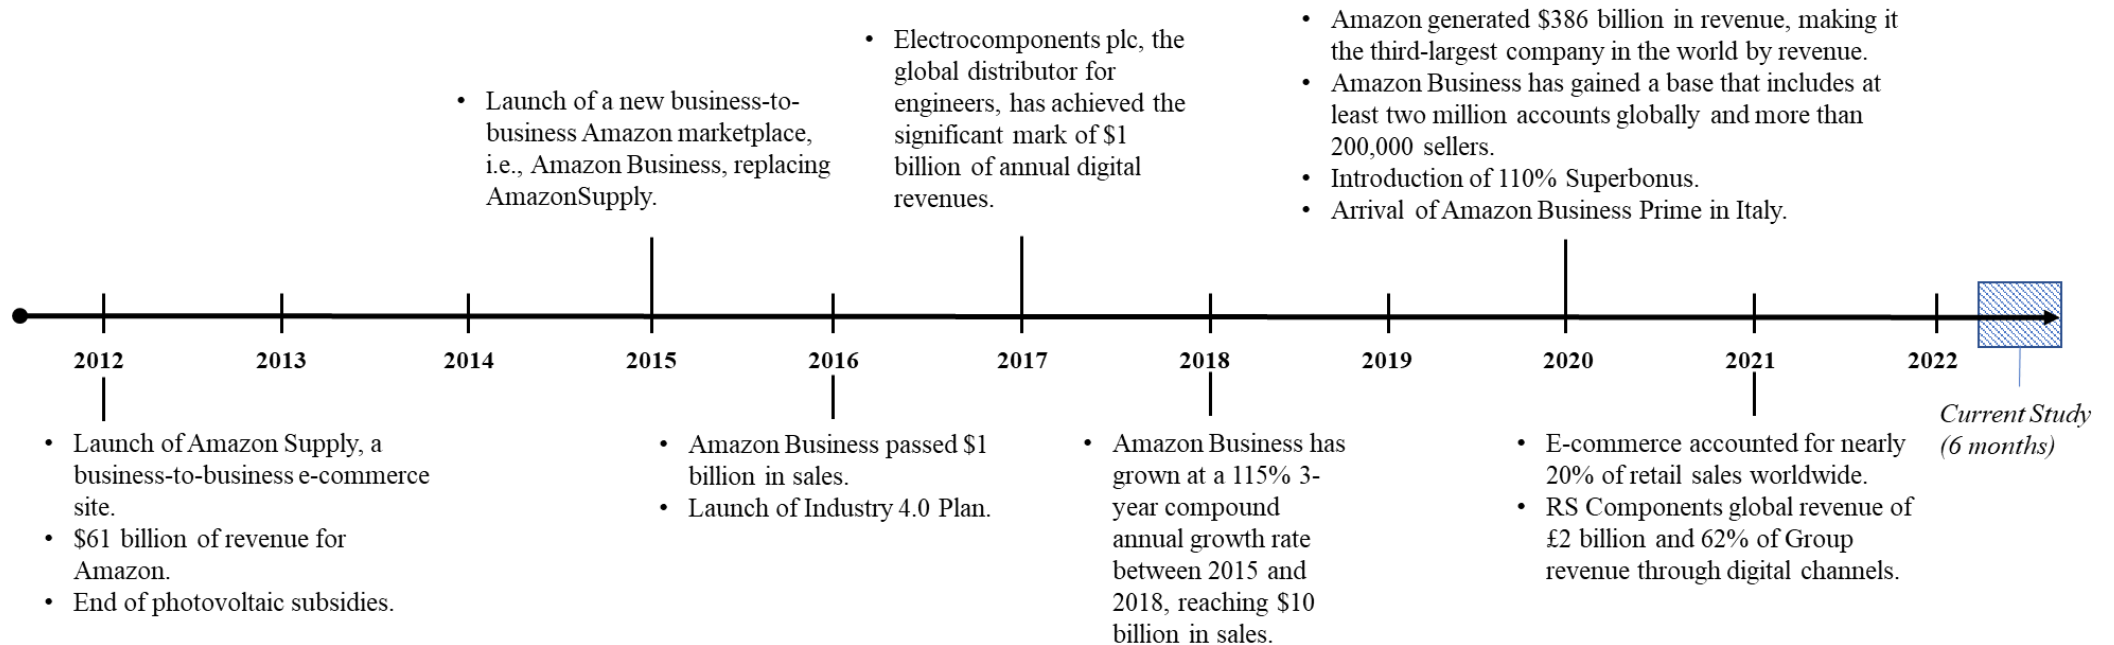 • Launch of a new business-to-
business Amazon marketplace,
i.e., Amazon Business, replacing
AmazonSupply.
• Electrocomponents plc, the
global distributor for
engineers, has achieved the
significant mark of $1
billion of annual digital
revenues.
• Amazon generated $386 billion in revenue, making it
the third-largest company in the world by revenue.
• Amazon Business has gained a base that includes at
least two million accounts globally and more than
200,000 sellers.
• Introduction of 110% Superbonus.
• Arrival of Amazon Business Prime in Italy.
2012
2013
2014
2015
2016
2017
2018
2019
2020
2021
2022
• Launch of Amazon Supply, a
business-to-business e-commerce
site.
• $61 billion of revenue for
Amazon.
• End of photovoltaic subsidies.
• Amazon Business passed $1
billion in sales.
• Launch of Industry 4.0 Plan.
• Amazon Business has
grown at a 115% 3-
year compound
annual growth rate
between 2015 and
2018, reaching $10
billion in sales.
• E-commerce accounted for nearly
20% of retail sales worldwide.
• RS Components global revenue of
£2 billion and 62% of Group
revenue through digital channels.
Current Study
(6 months)